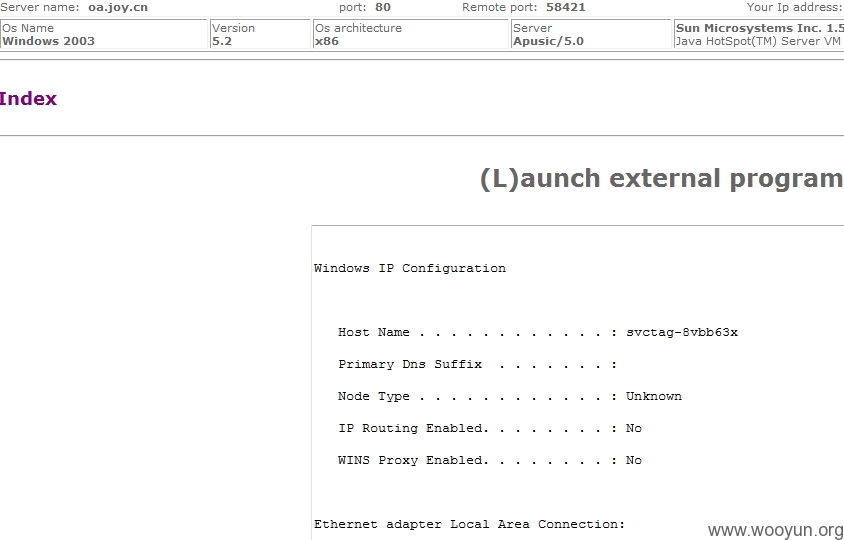 Server name: oa.joy.cn port: 80 Remote port: 58421 Your Ip address:
Os Name Version Os architecture Server Sun Microsystems Inc. 1.5
Windows 2003 5.2 x86 Apusic/5.0 Java HotSpot(TM) Server VM
Index
(L)aunch external program
Windows IP Configuration
Host Name . . . . . . . . . . . . : svctag-8vbb63x
Primary Dns Suffix . . . . . . . :
Node Type . . . . . . . . . . . . : Unknown
IP Routing Enabled. . . . . . . . : No
WINS Proxy Enabled. . . . . . . . : No
Ethernet adapter Local Area Connection:
www.wooyun.org